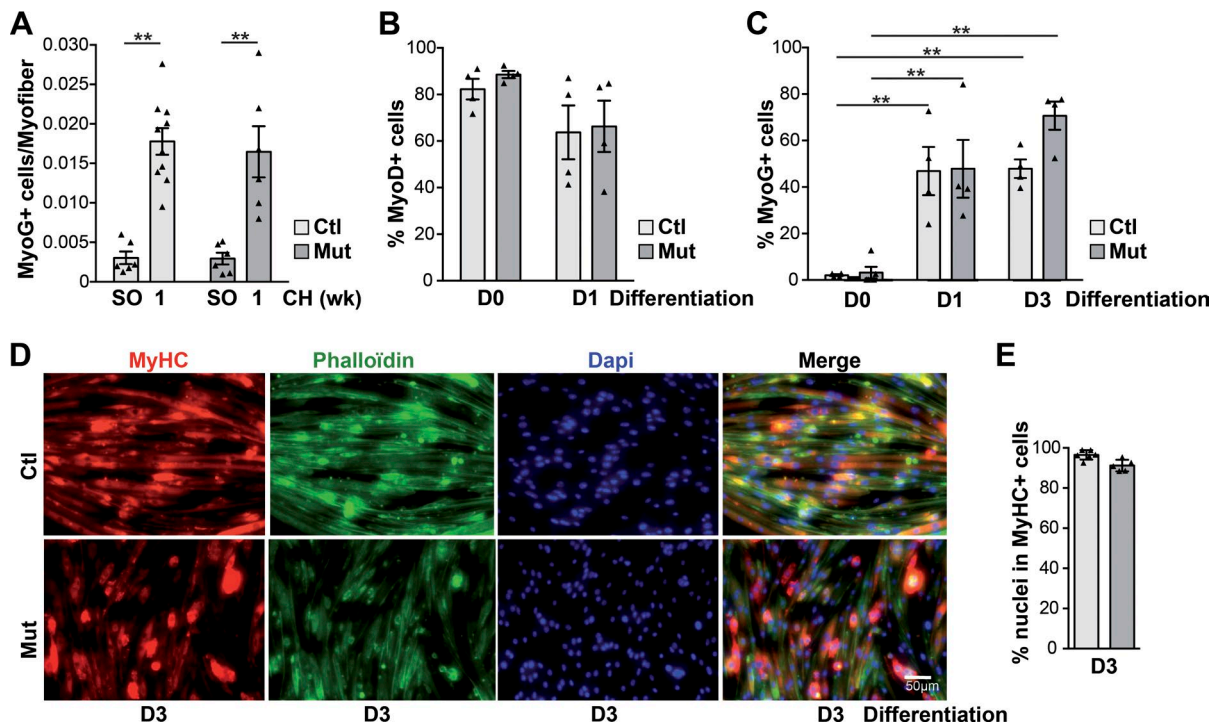 A
MyoG+ cells/Myofiber
0.030
0.025
0.020
0.015
0.010
0.005
0
** **
SO 1 SO 1 CH (wk)
Ctl
Mut
B
% MyoD+ cells
100
80
60
40
20
0
D0 D1 Differentiation
Ctl
Mut
C
% MyoG+ cells
100
80
60
40
20
0
**
**
**
**
D0 D1 D3 Differentiation
Ctl
Mut
D
MyHC Phalloïdin Dapi Merge
Ctl
Mut
50µm
D3 D3 D3 D3 Differentiation
E
% nuclei in MyHC+ cells
100
80
60
40
20
0
D3